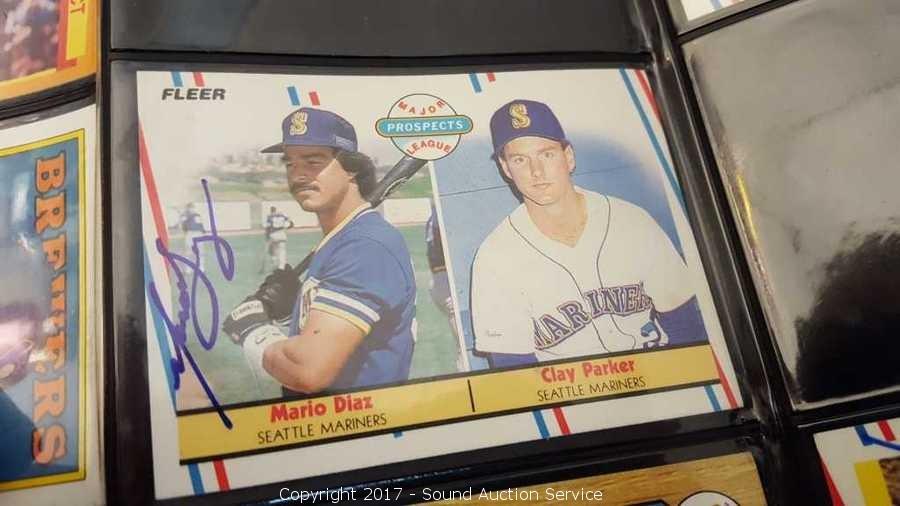 FLEER
MAJOR
PROSPECTS
LEAGUE
S
S
MARINERS
BREWERS
Mario Diaz
SEATTLE MARINERS
Clay Parker
SEATTLE MARINERS
Copyright 2017 - Sound Auction Service